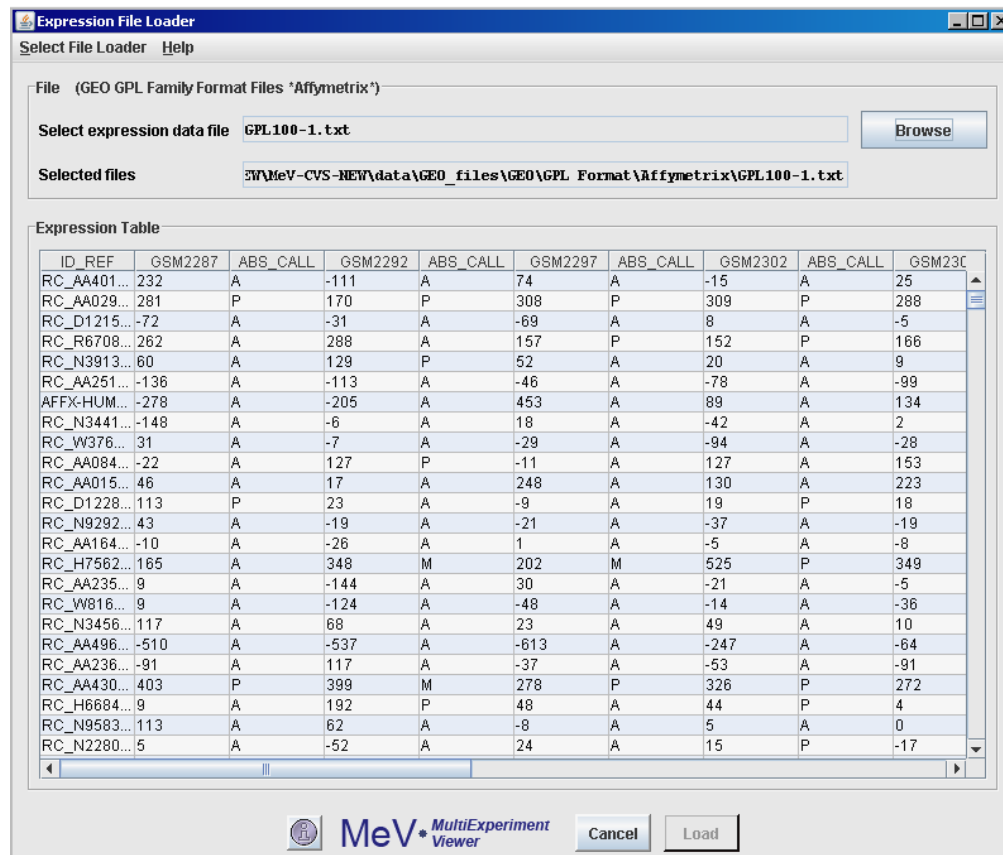 Expression File Loader
Select File Loader Help
File (GEO GPL Family Format Files *Affymetrix*)
Select expression data file GPL100-1.txt Browse
Selected files EW\MeV-CVS-NEW\data\GEO_files\GEO\GPL Format\Affymetrix\GPL100-1.txt
Expression Table
ID_REF GSM2287 ABS_CALL GSM2292 ABS_CALL GSM2297 ABS_CALL GSM2302 ABS_CALL GSM230
RC_AA401... 232 A -111 A 74 A -15 A 25
RC_AA029... 281 P 170 P 308 P 309 P 288
RC_D1215... -72 A -31 A -69 A 8 A -5
RC_R6708... 262 A 288 A 157 P 152 P 166
RC_N3913... 60 A 129 P 52 A 20 A 9
RC_AA251... -136 A -113 A -46 A -78 A -99
AFFX-HUM... -278 A -205 A 453 A 89 A 134
RC_N3441... -148 A -6 A 18 A -42 A 2
RC_W376... 31 A -7 A -29 A -94 A -28
RC_AA084... -22 A 127 P -11 A 127 A 153
RC_AA015... 46 A 17 A 248 A 130 A 223
RC_D1228... 113 P 23 A -9 A 19 P 18
RC_N9292... 43 A -19 A -21 A -37 A -19
RC_AA164... -10 A -26 A 1 A -5 A -8
RC_H7562... 165 A 348 M 202 M 525 P 349
RC_AA235... 9 A -144 A 30 A -21 A -5
RC_W816... 9 A -124 A -48 A -14 A -36
RC_N3456... 117 A 68 A 23 A 49 A 10
RC_AA496... -510 A -537 A -613 A -247 A -64
RC_AA236... -91 A 117 A -37 A -53 A -91
RC_AA430... 403 P 399 M 278 P 326 P 272
RC_H6684... 9 A 192 P 48 A 44 P 4
RC_N9583... 113 A 62 A -8 A 5 A 0
RC_N2280... 5 A -52 A 24 A 15 P -17
MeV MultiExperiment Viewer Cancel Load